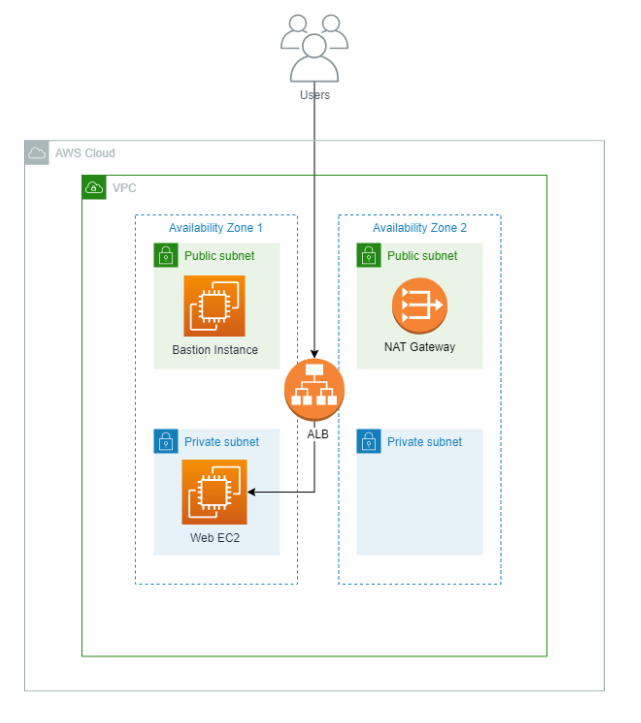 Users
AWS Cloud
VPC
Availability Zone 1
Availability Zone 2
Public subnet
Public subnet
Bastion Instance
NAT Gateway
ALB
Private subnet
Private subnet
Web EC2